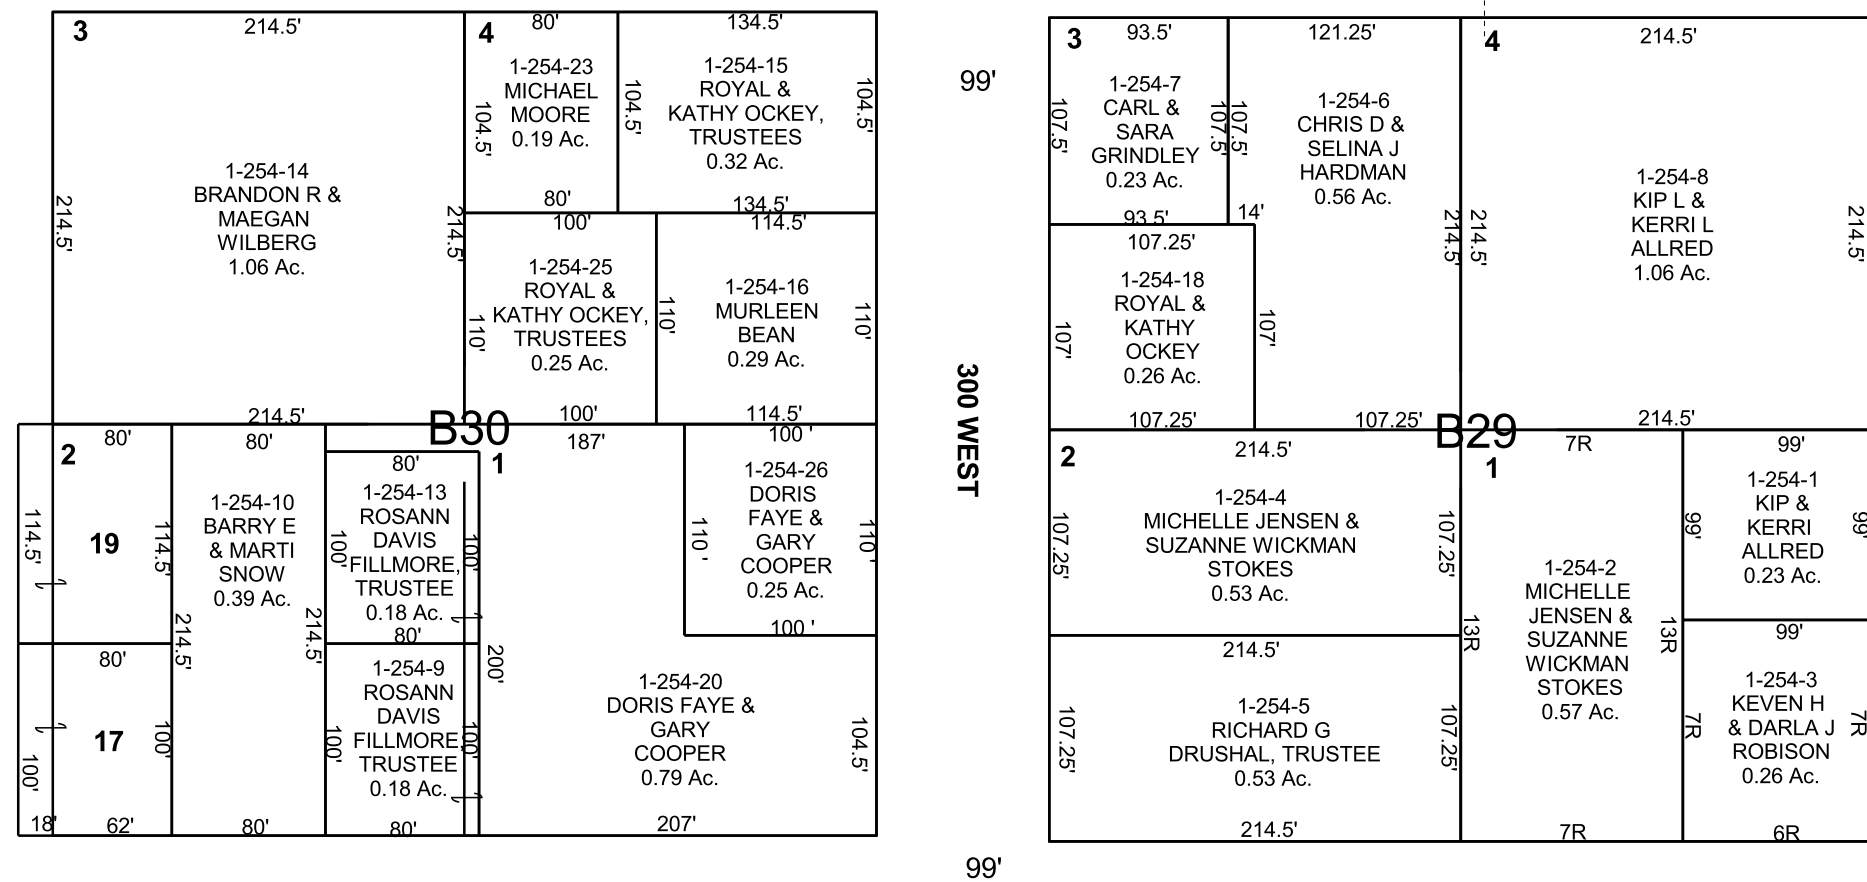 3
214.5'
1-254-14
BRANDON R &
MAEGAN
WILBERG
1.06 Ac.
214.5'
214.5'
214.5'
4
80'
1-254-23
MICHAEL
MOORE
0.19 Ac.
104.5'
104.5'
80'
134.5'
1-254-15
ROYAL &
KATHY OCKEY,
TRUSTEES
0.32 Ac.
104.5'
134.5'
100'
1-254-25
ROYAL &
KATHY OCKEY,
TRUSTEES
0.25 Ac.
110'
110'
100'
114.5'
1-254-16
MURLEEN
BEAN
0.29 Ac.
110'
114.5'
B30
2
80'
114.5'
19
114.5'
80'
17
100'
100'
18'
62'
80'
1-254-10
BARRY E
& MARTI
SNOW
0.39 Ac.
214.5'
214.5'
80'
80'
1-254-13
ROSANN
DAVIS
FILLMORE,
TRUSTEE
0.18 Ac.
100'
100'
80'
1-254-9
ROSANN
DAVIS
FILLMORE,
TRUSTEE
0.18 Ac.
100'
100'
80'
1
187'
200'
1-254-20
DORIS FAYE &
GARY
COOPER
0.79 Ac.
104.5'
207'
100 '
1-254-26
DORIS
FAYE &
GARY
COOPER
0.25 Ac.
110 '
110 '
100 '
99'
300 WEST
99'
3
93.5'
1-254-7
CARL &
SARA
GRINDLEY
0.23 Ac.
107.5'
107.5'
93.5'
121.25'
1-254-6
CHRIS D &
SELINA J
HARDMAN
0.56 Ac.
107.5'
14'
214.5'
107.25'
107.25'
1-254-18
ROYAL &
KATHY
OCKEY
0.26 Ac.
107'
107'
107.25'
4
214.5'
1-254-8
KIP L &
KERRI L
ALLRED
1.06 Ac.
214.5'
214.5'
214.5'
B29
2
214.5'
1-254-4
MICHELLE JENSEN &
SUZANNE WICKMAN
STOKES
0.53 Ac.
107.25'
107.25'
214.5'
1-254-5
RICHARD G
DRUSHAL, TRUSTEE
0.53 Ac.
107.25'
107.25'
214.5'
1
7R
1-254-2
MICHELLE
JENSEN &
SUZANNE
WICKMAN
STOKES
0.57 Ac.
13R
13R
7R
99'
1-254-1
KIP &
KERRI
ALLRED
0.23 Ac.
99'
99'
99'
1-254-3
KEVEN H
& DARLA J
ROBISON
0.26 Ac.
7R
7R
6R